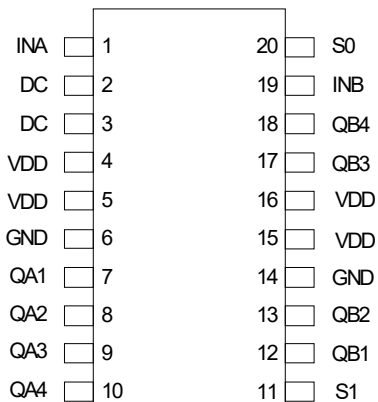 INA 1 20 S0
DC 2 19 INB
DC 3 18 QB4
VDD 4 17 QB3
VDD 5 16 VDD
GND 6 15 VDD
QA1 7 14 GND
QA2 8 13 QB2
QA3 9 12 QB1
QA4 10 11 S1